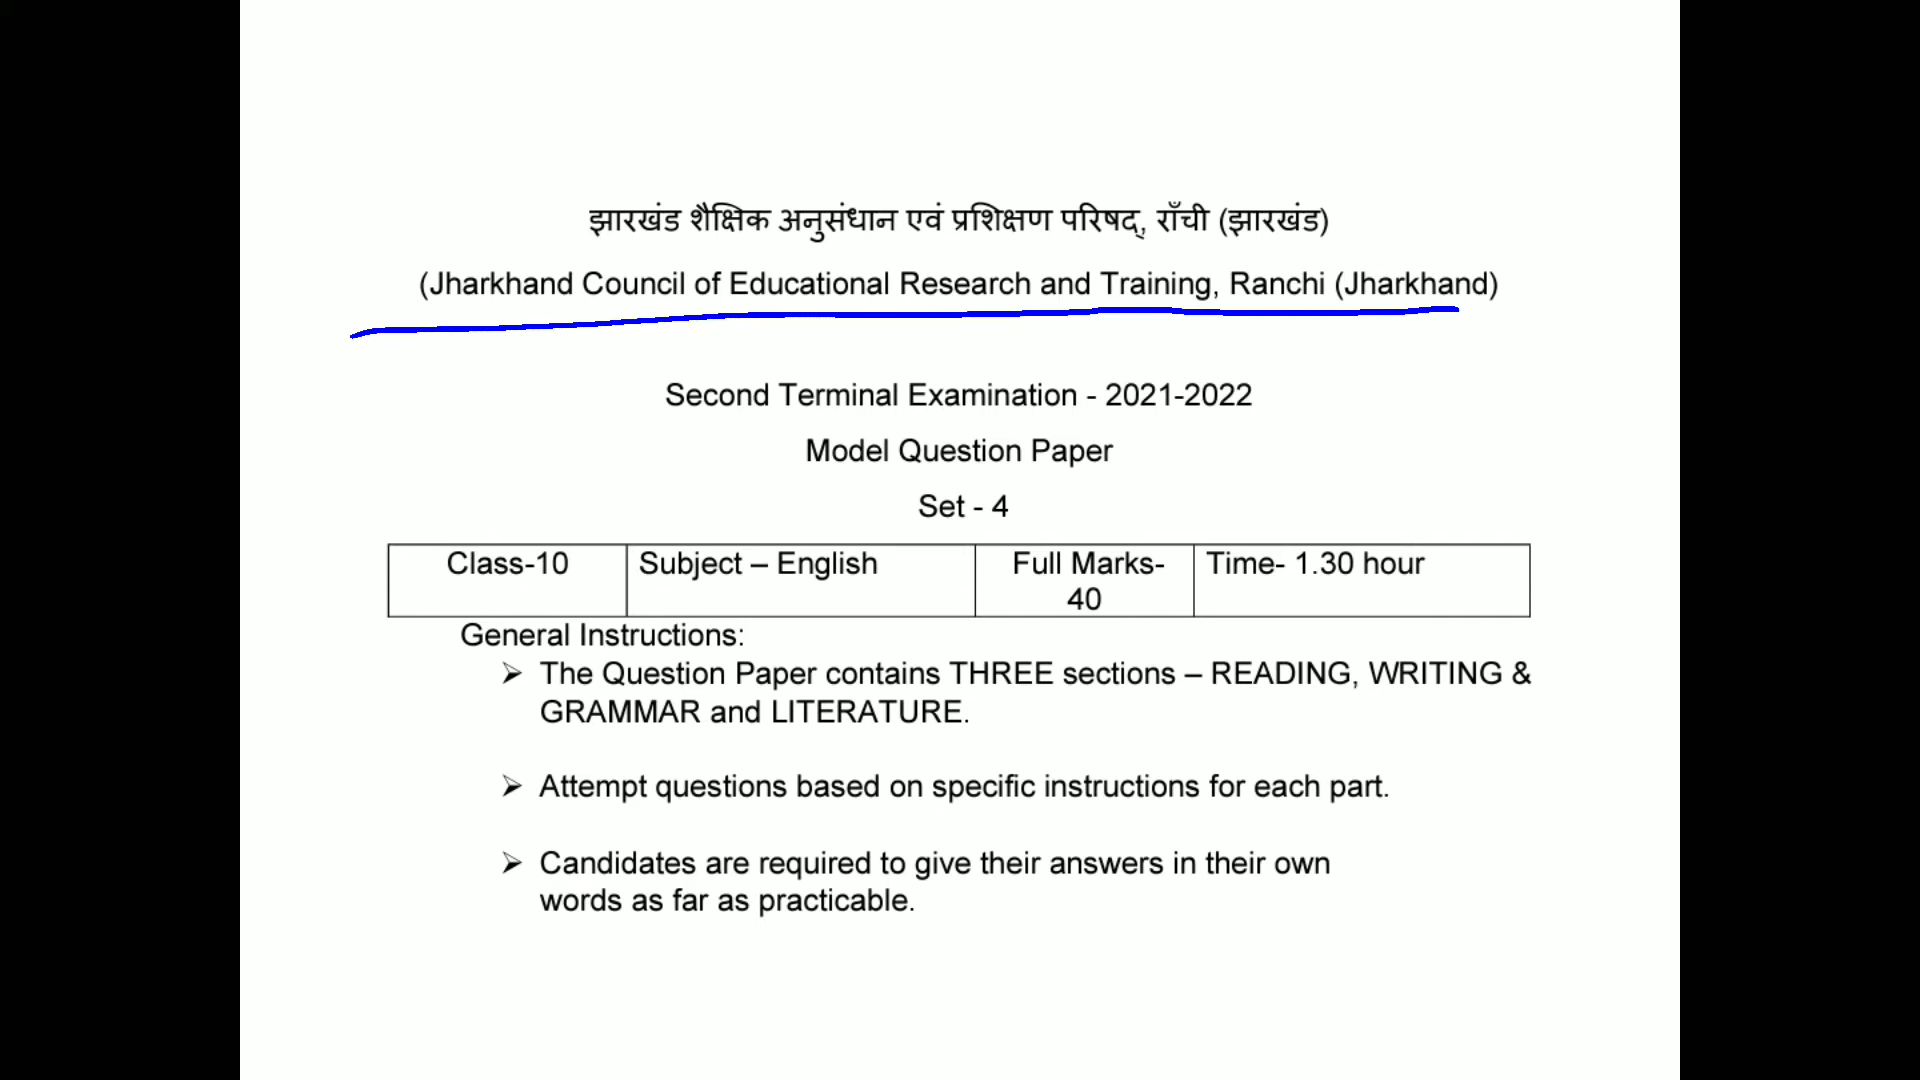 झारखंड शैक्षिक अनुसंधान एवं प्रशिक्षण परिषद्, राँची (झारखंड)
(Jharkhand Council of Educational Research and Training, Ranchi (Jharkhand)
Second Terminal Examination - 2021-2022
Model Question Paper
Set - 4
Class-10 Subject – English Full Marks- Time- 1.30 hour
40
General Instructions:
➢ The Question Paper contains THREE sections – READING, WRITING &
GRAMMAR and LITERATURE.
➢ Attempt questions based on specific instructions for each part.
➢ Candidates are required to give their answers in their own
words as far as practicable.